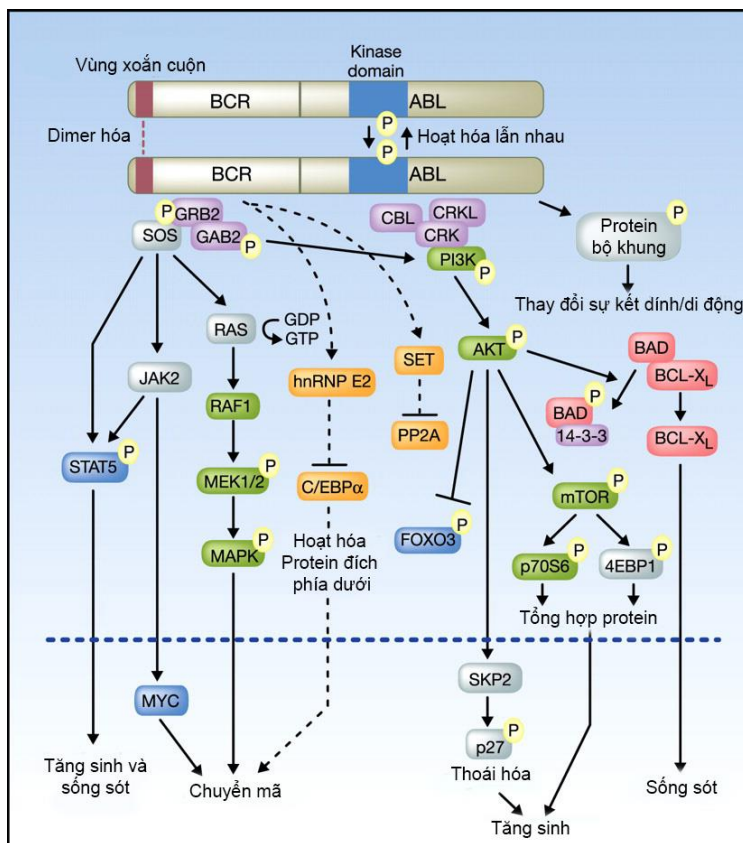 Vùng xoắn cuộn
Kinase
domain
BCR
ABL
P
Dimer hóa
Hoạt hóa lẫn nhau
P
BCR
ABL
P
GRB2
SOS
GAB2
P
CBL
CRKL
CRK
PI3K
P
P
Protein
bộ khung
Thay đổi sự kết dính/di động
RAS
GDP
GTP
JAK2
hnRNP E2
SET
AKT
P
BAD
BCL-XL
RAF1
PP2A
P
BAD
14-3-3
BCL-XL
STAT5
P
MEK1/2
P
C/EBPα
mTOR
P
MAPK
P
Hoạt hóa
Protein đích
phía dưới
FOXO3
P
p70S6
P
4EBP1
P
Tổng hợp protein
MYC
SKP2
p27
P
Thoái hóa
Tăng sinh và
sống sót
Chuyển mã
Sống sót
Tăng sinh